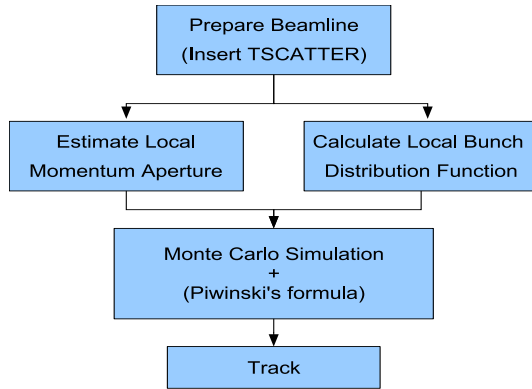 Prepare Beamline
(Insert TSCATTER)
Estimate Local
Momentum Aperture
Calculate Local Bunch
Distribution Function
Monte Carlo Simulation
+
(Piwinski's formula)
Track